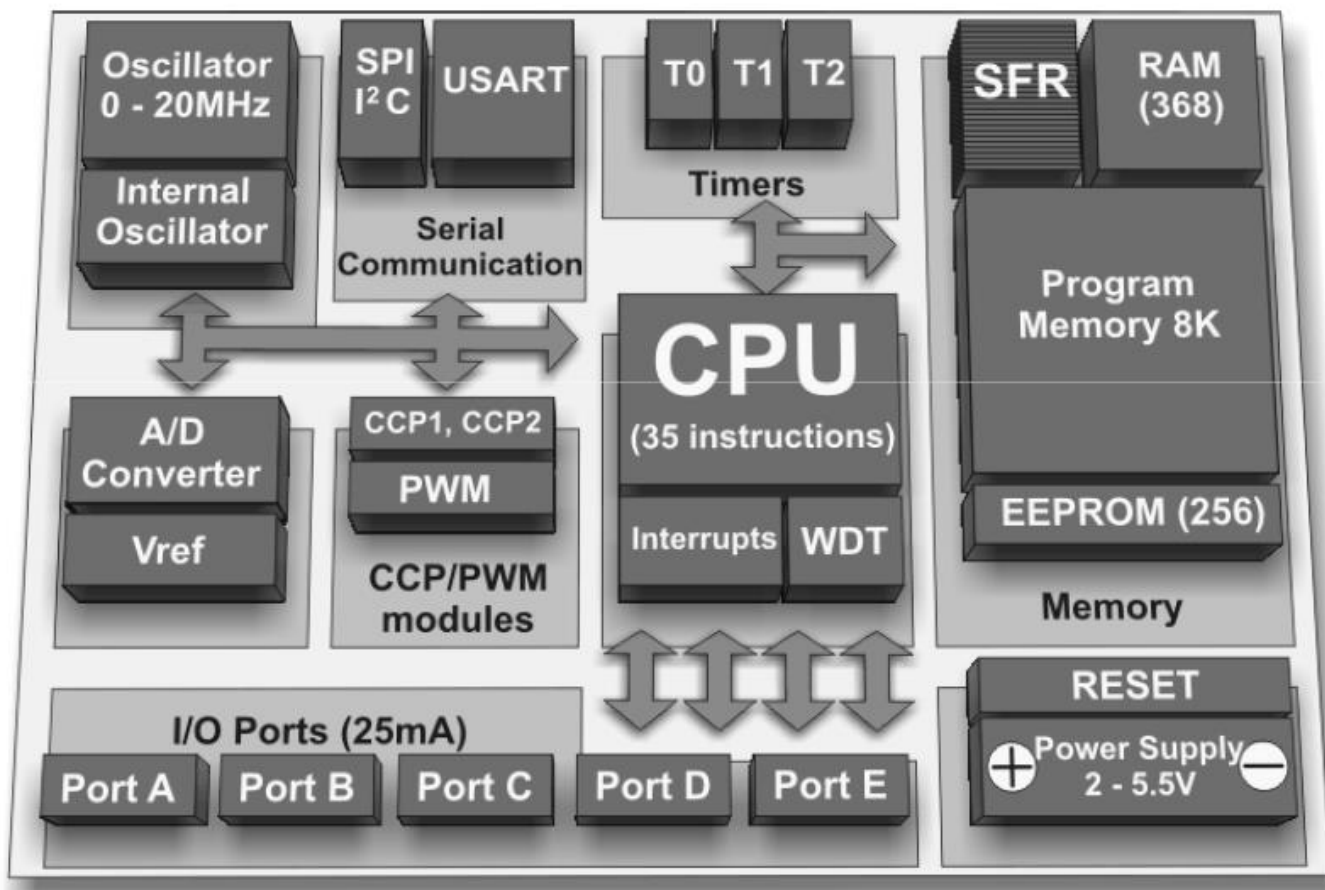 Oscillator
0 - 20MHz
Internal
Oscillator
SPI
I²C
USART
Serial
Communication
T0
T1
T2
Timers
SFR
RAM
(368)
Program
Memory 8K
EEPROM (256)
Memory
CPU
(35 instructions)
Interrupts
WDT
A/D
Converter
Vref
CCP1, CCP2
PWM
CCP/PWM
modules
I/O Ports (25mA)
Port A
Port B
Port C
Port D
Port E
RESET
+
Power Supply
2 - 5.5V
−